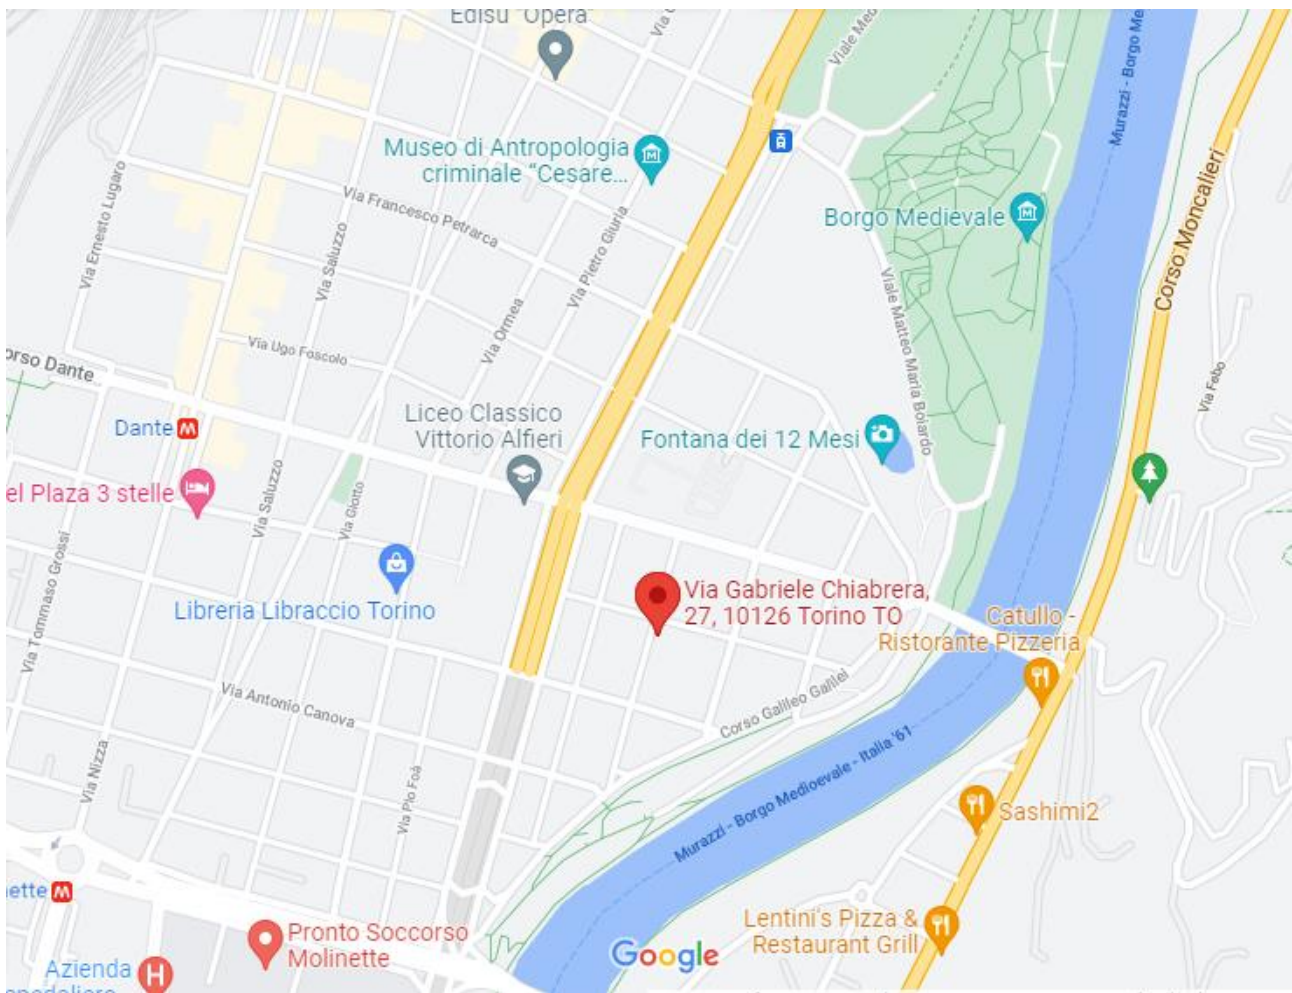 Edisu "Opera"
Via Med
Murazzi - Borgo Me
Museo di Antropologia
criminale "Cesare...
Via Ernesto Lugaro
Via Francesco Petrarca
Via Saluzzo
Via Pietro Giuria
Borgo Medievale
Corso Moncalieri
Viale Matteo Maria Boiardo
Via Ormea
Via Ugo Foscolo
orso Dante
Via Febo
Liceo Classico
Vittorio Alfieri
Dante M
Fontana dei 12 Mesi
el Plaza 3 stelle
Via Saluzzo
Via Giotto
Via Tommaso Grossi
Libreria Libraccio Torino
Via Gabriele Chiabrera,
27, 10126 Torino TO
Catullo -
Ristorante Pizzeria
Via Antonio Canova
Corso Galileo Galilei
Via Nizza
Via Pio Foà
Murazzi - Borgo Medioevale - Italia '61
Sashimi2
nette M
Pronto Soccorso
Molinette
Lentini's Pizza &
Restaurant Grill
Google
Azienda H